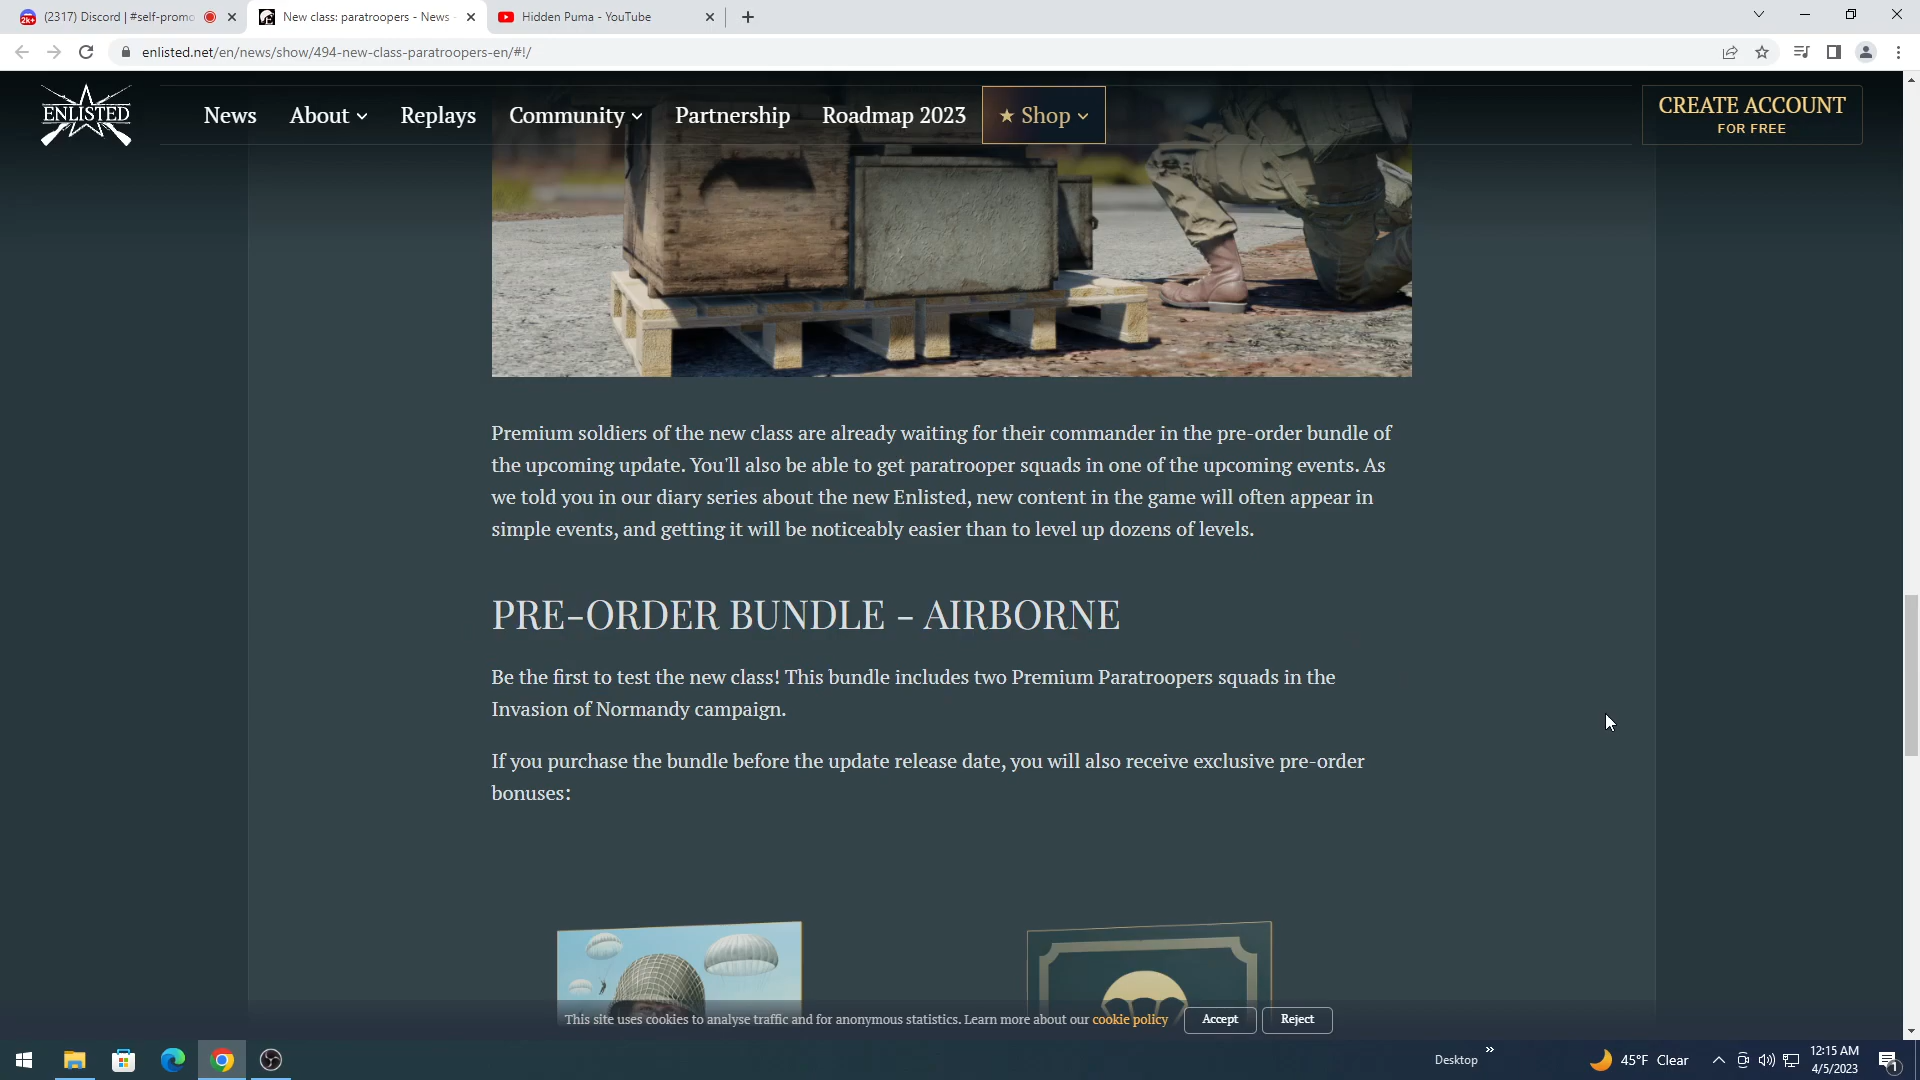 2k+ (2317) Discord | #self-promo
New class: paratroopers - News -
Hidden Puma - YouTube
enlisted.net/en/news/show/494-new-class-paratroopers-en/#!/
ENLISTED
News About Replays Community Partnership Roadmap 2023 ★ Shop
CREATE ACCOUNT
FOR FREE
Premium soldiers of the new class are already waiting for their commander in the pre-order bundle of
the upcoming update. You'll also be able to get paratrooper squads in one of the upcoming events. As
we told you in our diary series about the new Enlisted, new content in the game will often appear in
simple events, and getting it will be noticeably easier than to level up dozens of levels.
PRE-ORDER BUNDLE - AIRBORNE
Be the first to test the new class! This bundle includes two Premium Paratroopers squads in the
Invasion of Normandy campaign.
If you purchase the bundle before the update release date, you will also receive exclusive pre-order
bonuses:
This site uses cookies to analyse traffic and for anonymous statistics. Learn more about our cookie policy Accept Reject
Desktop »
45°F Clear
12:15 AM
4/5/2023
1